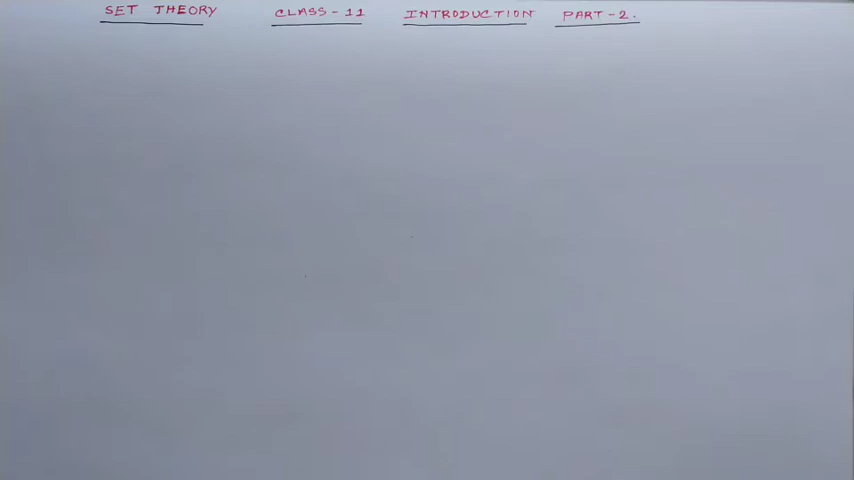 SET THEORY CLASS - 11 INTRODUCTION PART - 2.